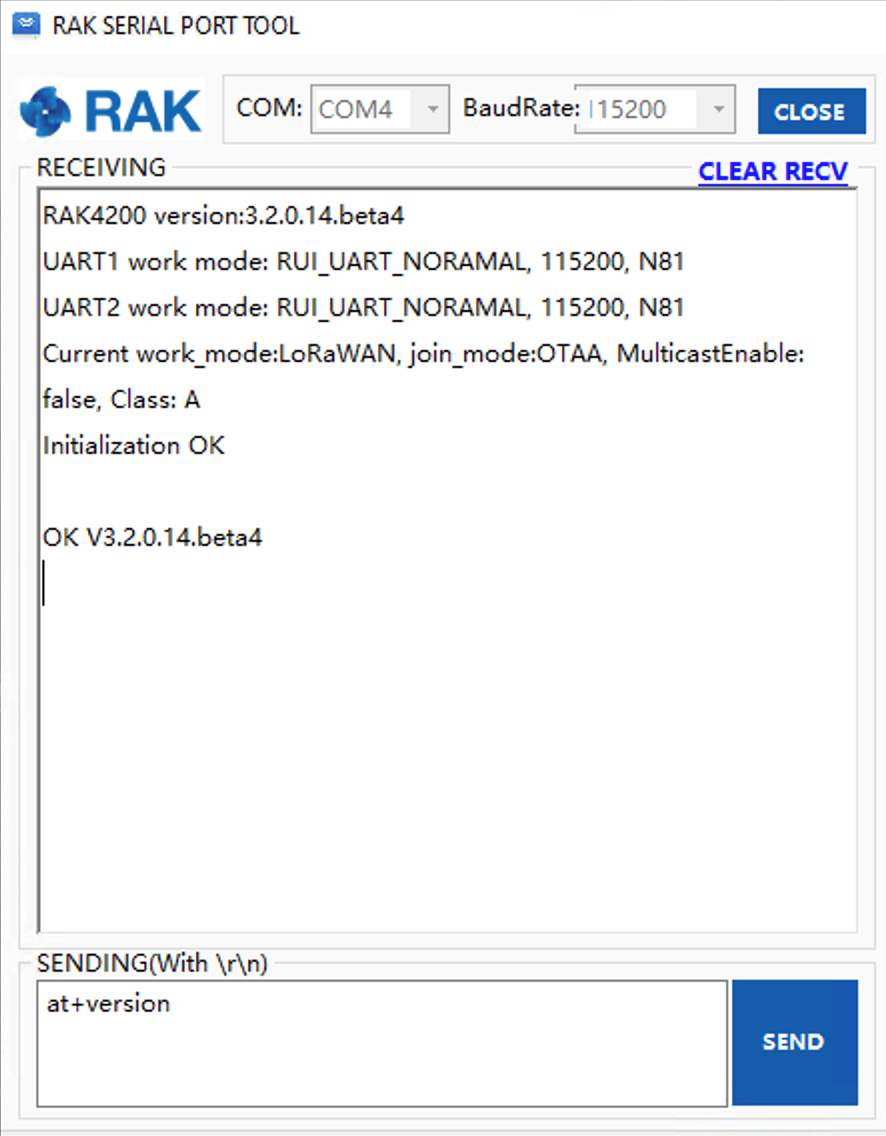 RAK SERIAL PORT TOOL
RAK COM: COM4 BaudRate: 115200 CLOSE
RECEIVING CLEAR RECV
RAK4200 version:3.2.0.14.beta4
UART1 work mode: RUI_UART_NORAMAL, 115200, N81
UART2 work mode: RUI_UART_NORAMAL, 115200, N81
Current work_mode:LoRaWAN, join_mode:OTAA, MulticastEnable:
false, Class: A
Initialization OK
OK V3.2.0.14.beta4
SENDING(With \r\n)
at+version
SEND